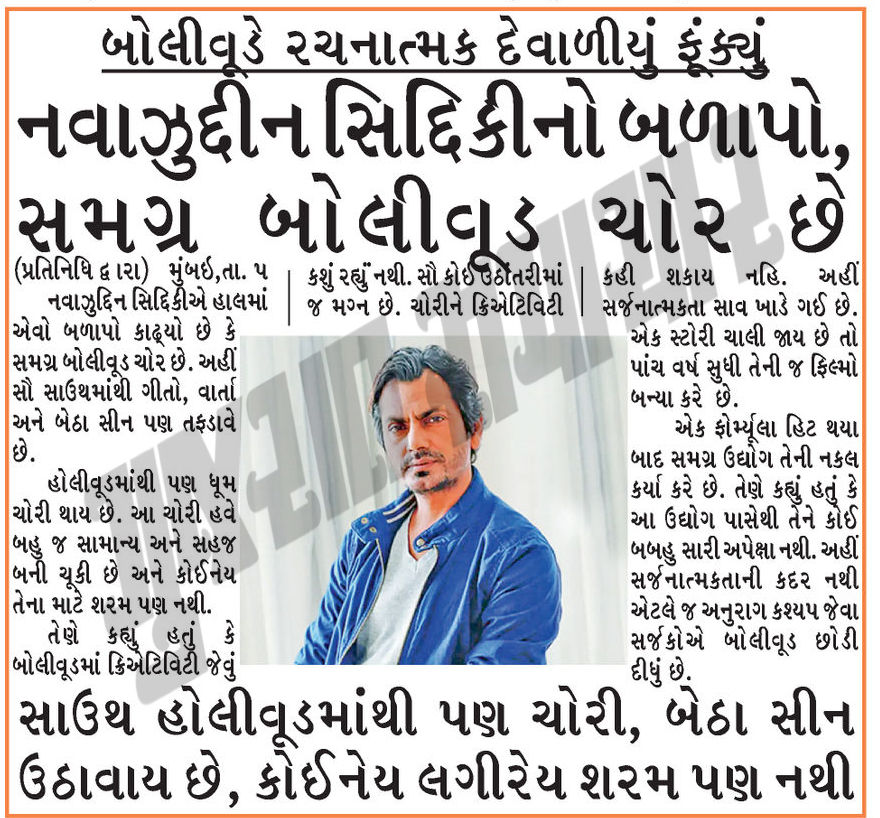 બોલીવૂડે રચનાત્મક દેવાળીયું ફૂંક્યું
નવાઝુદ્દીન સિદ્દિકીનો બળાપો,
સમગ્ર બોલીવૂડ ચોર છે
(પ્રતિનિધિ દ્વારા) મુંબઇ,તા. ૫
નવાઝુદ્દિન સિદ્દિકીએ હાલમાં
એવો બળાપો કાઢ્યો છે કે
સમગ્ર બોલીવૂડ ચોર છે. અહીં
સૌ સાઉથમાંથી ગીતો, વાર્તા
અને બેઠા સીન પણ તફડાવે
છે.
હોલીવૂડમાંથી પણ ધૂમ
ચોરી થાય છે. આ ચોરી હવે
બહુ જ સામાન્ય અને સહજ
બની ચૂકી છે અને કોઈનેય
તેના માટે શરમ પણ નથી.
તેણે કહ્યું હતું કે
બોલીવૂડમાં ક્રિએટિવિટી જેવું
કશું રહ્યું નથી. સૌ કોઈ ઉઠાંતરીમાં
જ મગ્ન છે. ચોરીને ક્રિએટિવિટી
કહી શકાય નહિ. અહીં
સર્જનાત્મકતા સાવ ખાડે ગઈ છે.
એક સ્ટોરી ચાલી જાય છે તો
પાંચ વર્ષ સુધી તેની જ ફિલ્મો
બન્યા કરે છે.
એક ફોર્મ્યૂલા હિટ થયા
બાદ સમગ્ર ઉદ્યોગ તેની નકલ
કર્યા કરે છે. તેણે કહ્યું હતું કે
આ ઉદ્યોગ પાસેથી તેને કોઈ
બબહુ સારી અપેક્ષા નથી. અહીં
સર્જનાત્મકતાની કદર નથી
એટલે જ અનુરાગ કશ્યપ જેવા
સર્જકોએ બોલીવૂડ છોડી
દીધું છે.
સાઉથ હોલીવૂડમાંથી પણ ચોરી, બેઠા સીન
ઉઠાવાય છે, કોઈનેય લગીરેય શરમ પણ નથી
ગુજરાત સમાચાર